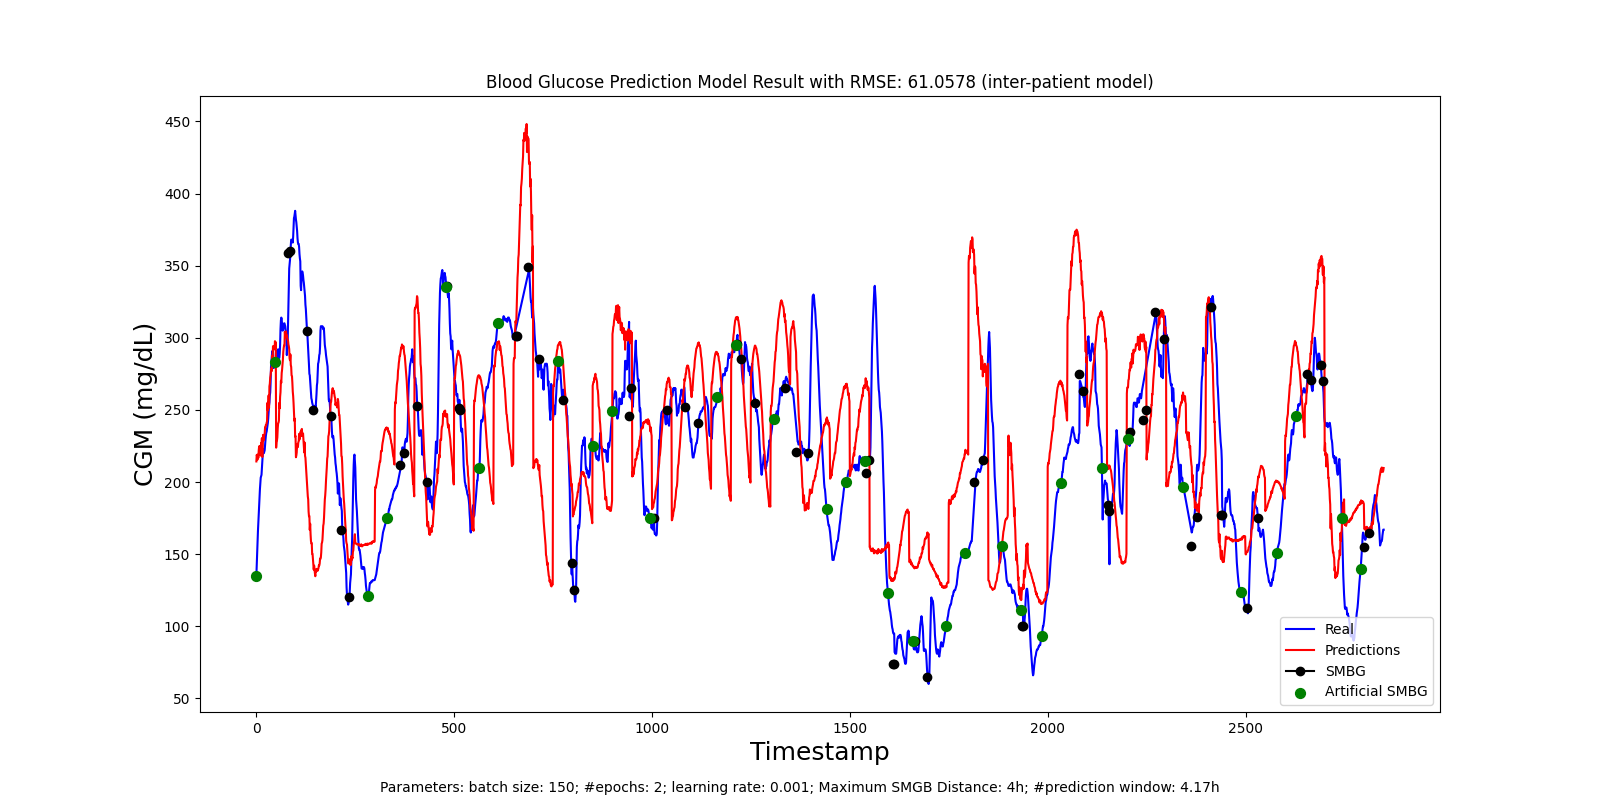 Blood Glucose Prediction Model Result with RMSE: 61.0578 (inter-patient model)
CGM (mg/dL)
450
400
350
300
250
200
150
100
50
0
500
1000
1500
2000
2500
Timestamp
Real
Predictions
SMBG
Artificial SMBG
Parameters: batch size: 150; #epochs: 2; learning rate: 0.001; Maximum SMGB Distance: 4h; #prediction window: 4.17h